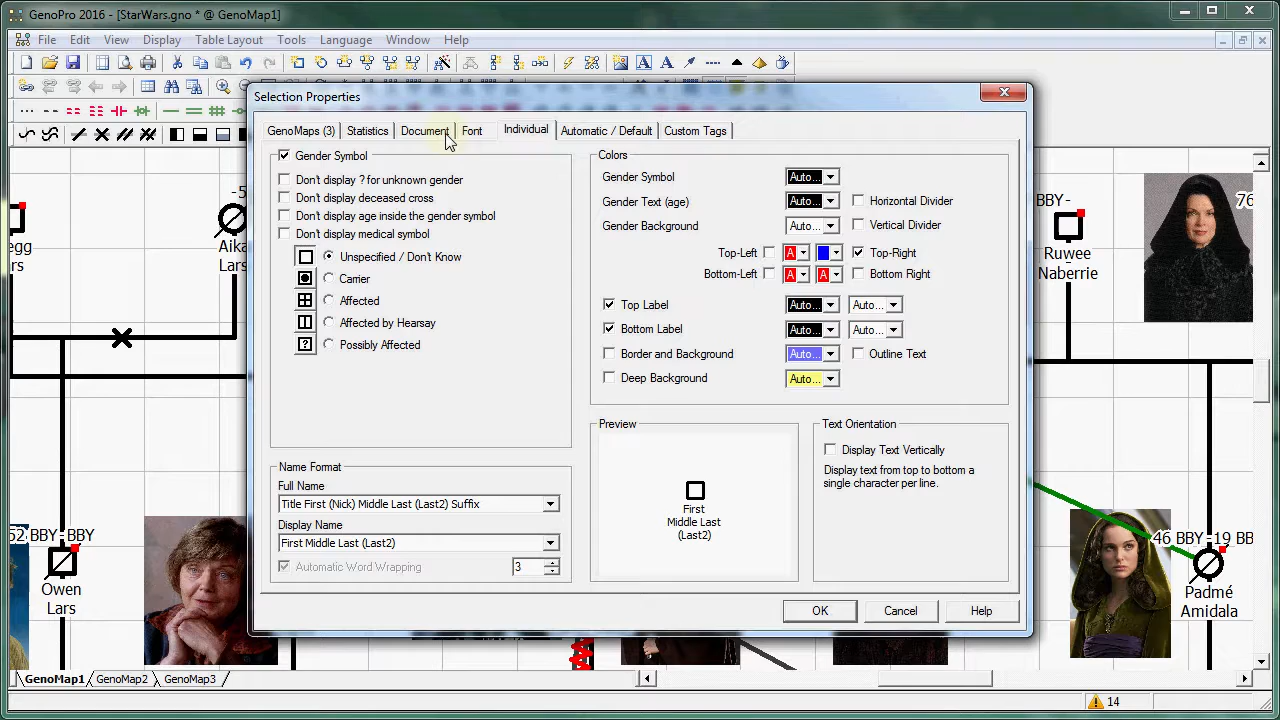 GenoPro 2016 - [StarWars.gno * @ GenoMap1]
File Edit View Display Table Layout Tools Language Window Help
Selection Properties
GenoMaps (3) Statistics Document Font Individual Automatic / Default Custom Tags
Gender Symbol
Don't display ? for unknown gender
Don't display deceased cross
Don't display age inside the gender symbol
Don't display medical symbol
Unspecified / Don't Know
Carrier
Affected
Affected by Hearsay
? Possibly Affected
Name Format
Full Name
Title First (Nick) Middle Last (Last2) Suffix
Display Name
First Middle Last (Last2)
Automatic Word Wrapping 3
Colors
Gender Symbol Auto...
Gender Text (age) Auto... Horizontal Divider
Gender Background Auto... Vertical Divider
Top-Left A Top-Right
Bottom-Left A A Bottom Right
Top Label Auto... Auto...
Bottom Label Auto... Auto...
Border and Background Auto... Outline Text
Deep Background Auto...
Preview
First
Middle Last
(Last2)
Text Orientation
Display Text Vertically
Display text from top to bottom a
single character per line.
OK Cancel Help
egg
rs
-5
Aika
Lars
BBY-
Ruwee
Naberrie
76
52 BBY-BBY
Owen
Lars
46 BBY-19 BB
Padmé
Amidala
GenoMap1 GenoMap2 GenoMap3
14